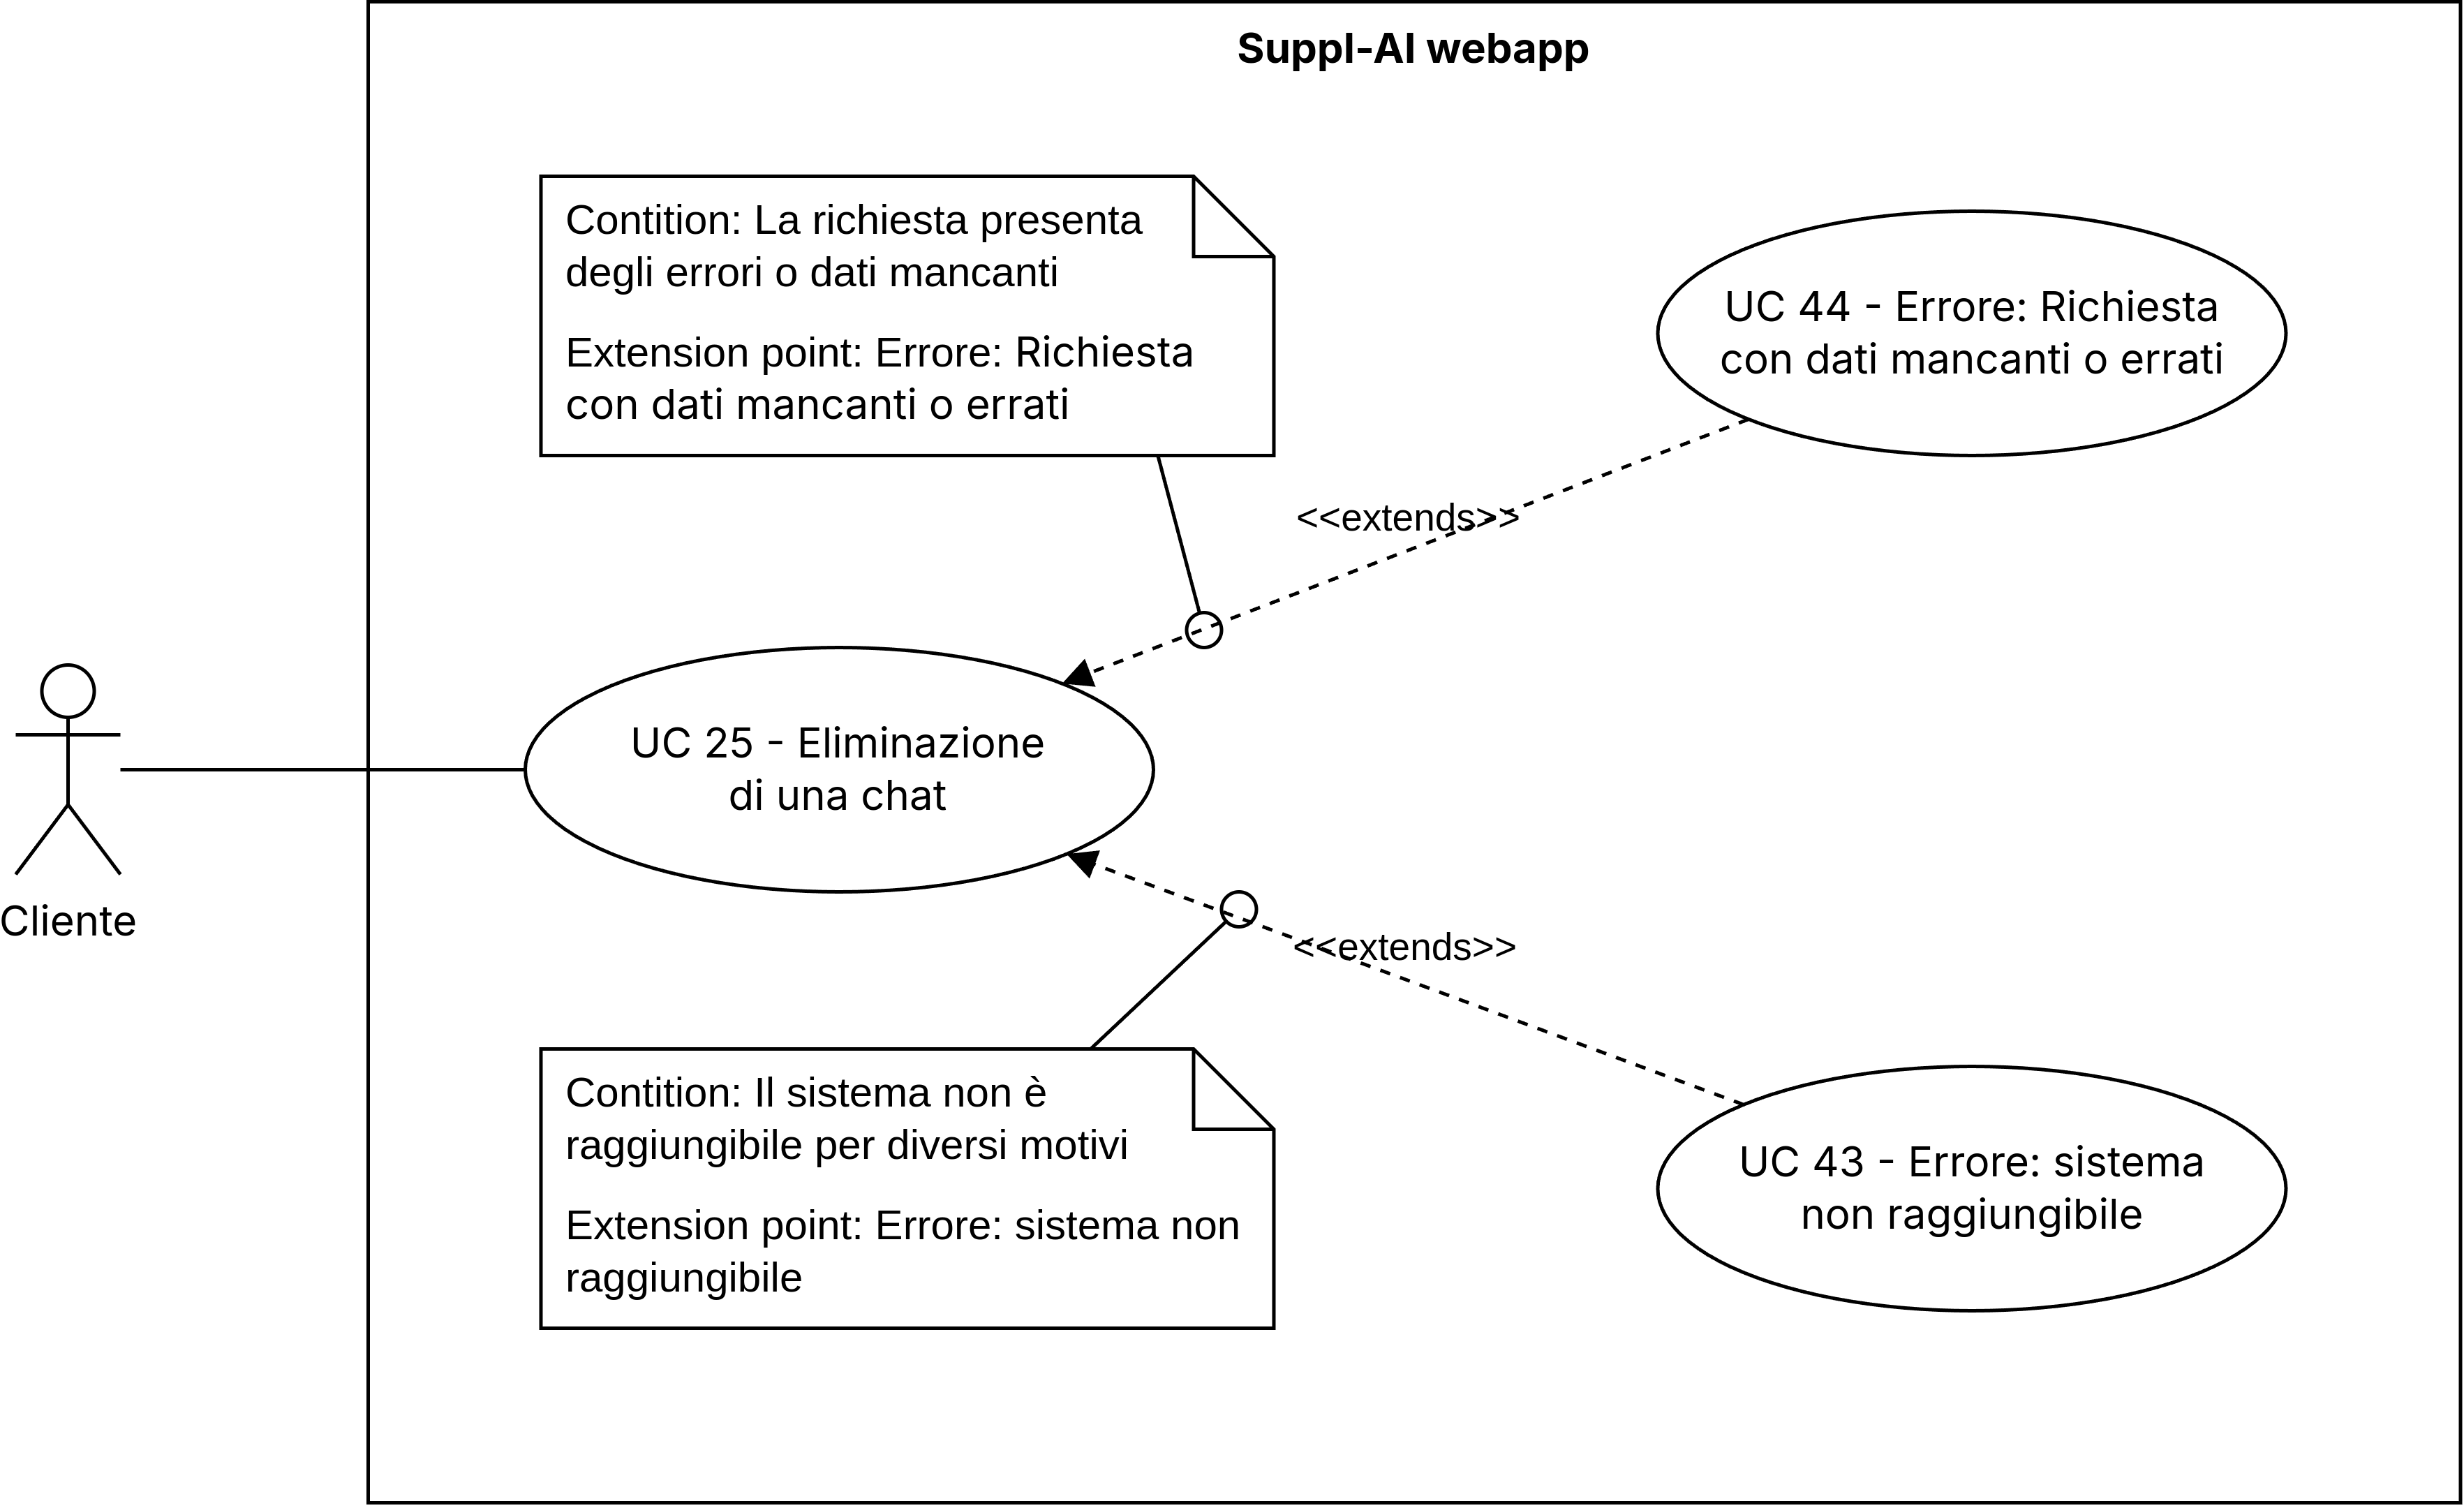 Suppl-AI webapp
Contition: La richiesta presenta
degli errori o dati mancanti
Extension point: Errore: Richiesta
con dati mancanti o errati
UC 44 - Errore: Richiesta
con dati mancanti o errati
<<extends>>
UC 25 - Eliminazione
di una chat
Cliente
<<extends>>
Contition: Il sistema non è
raggiungibile per diversi motivi
Extension point: Errore: sistema non
raggiungibile
UC 43 - Errore: sistema
non raggiungibile